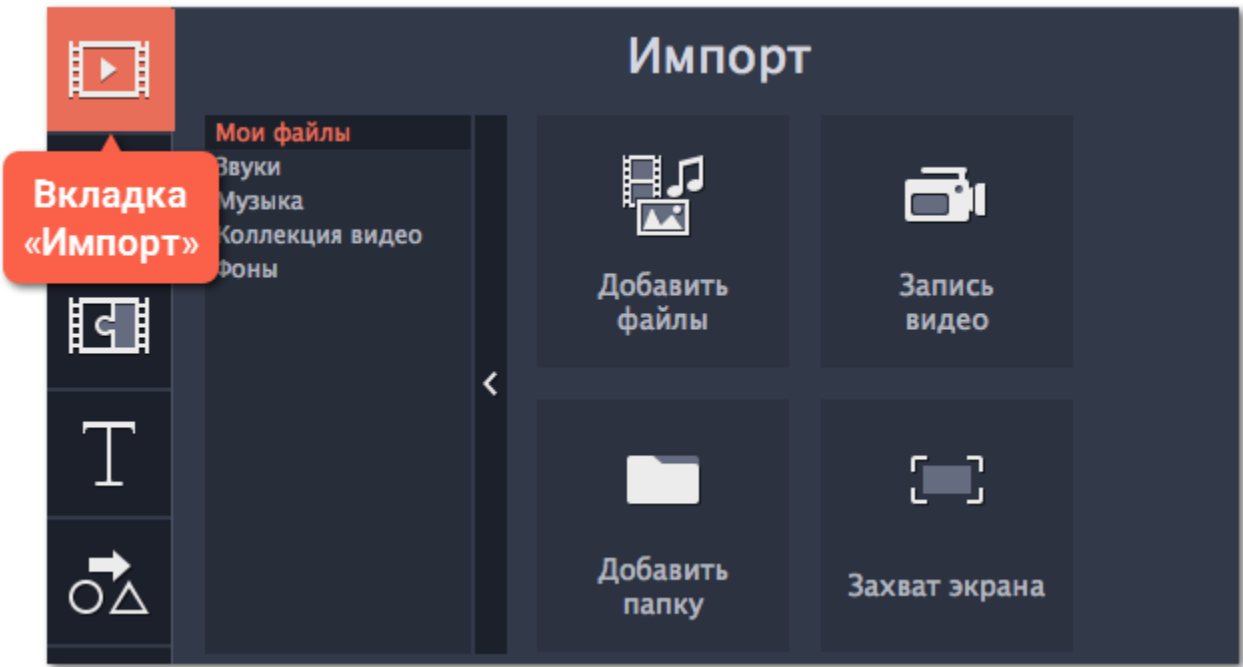 Импорт
Вкладка
«Импорт»
Мои файлы
Звуки
Музыка
Коллекция видео
Фоны
Добавить
файлы
Запись
видео
Добавить
папку
Захват экрана